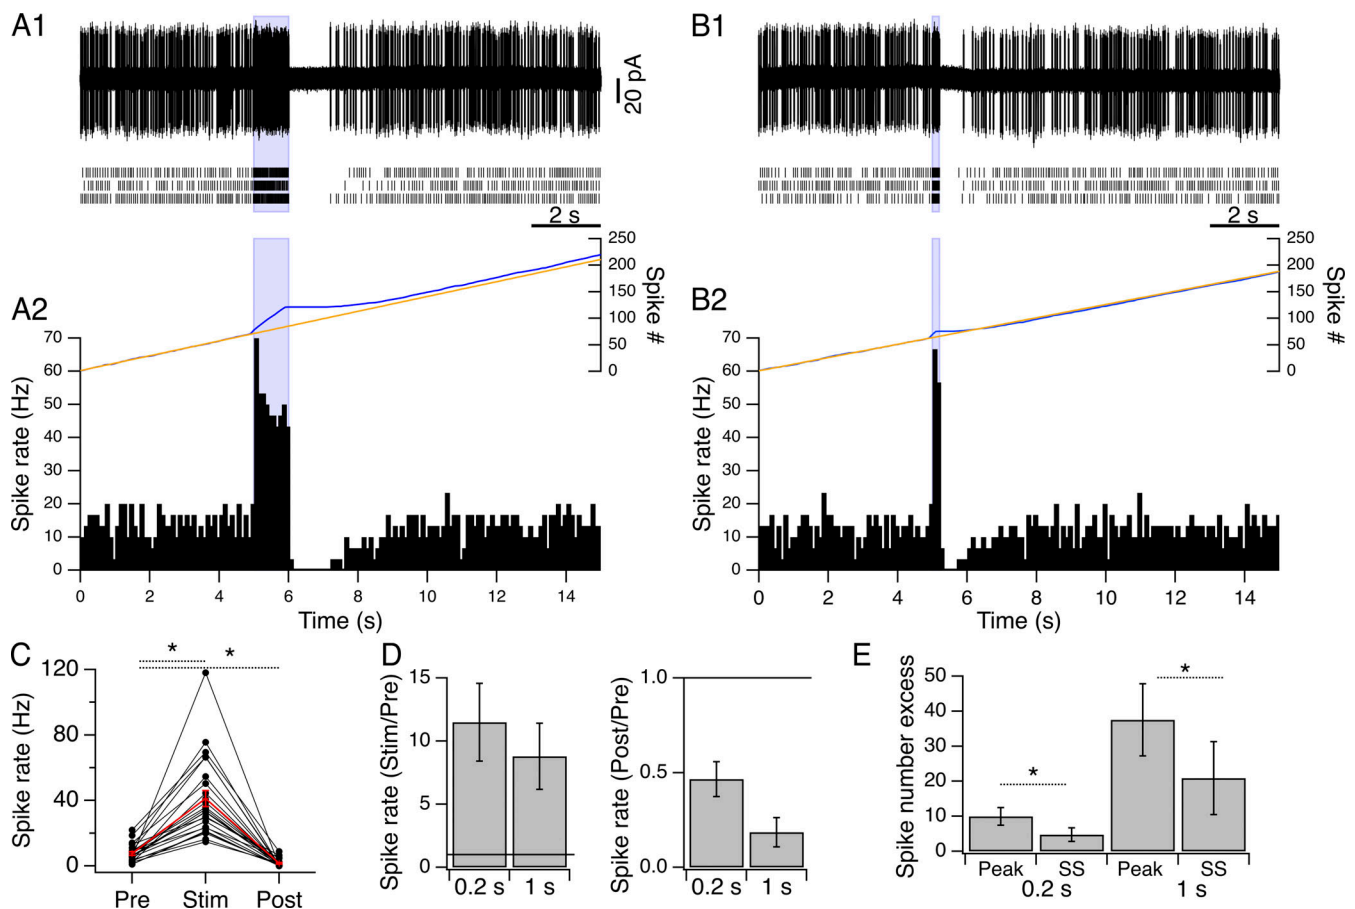 A1
B1
20 pA
2 s
2 s
A2
B2
250
200
150
100
50
0
Spike #
250
200
150
100
50
0
Spike #
70
60
50
40
30
20
10
0
Spike rate (Hz)
0 2 4 6 8 10 12 14
Time (s)
70
60
50
40
30
20
10
0
Spike rate (Hz)
0 2 4 6 8 10 12 14
Time (s)
C
* *
120
80
40
0
Spike rate (Hz)
Pre Stim Post
D
15
10
5
0
Spike rate (Stim/Pre)
0.2 s 1 s
1.0
0.5
0.0
Spike rate (Post/Pre)
0.2 s 1 s
E
* *
50
40
30
20
10
0
Spike number excess
Peak SS Peak SS
0.2 s 1 s